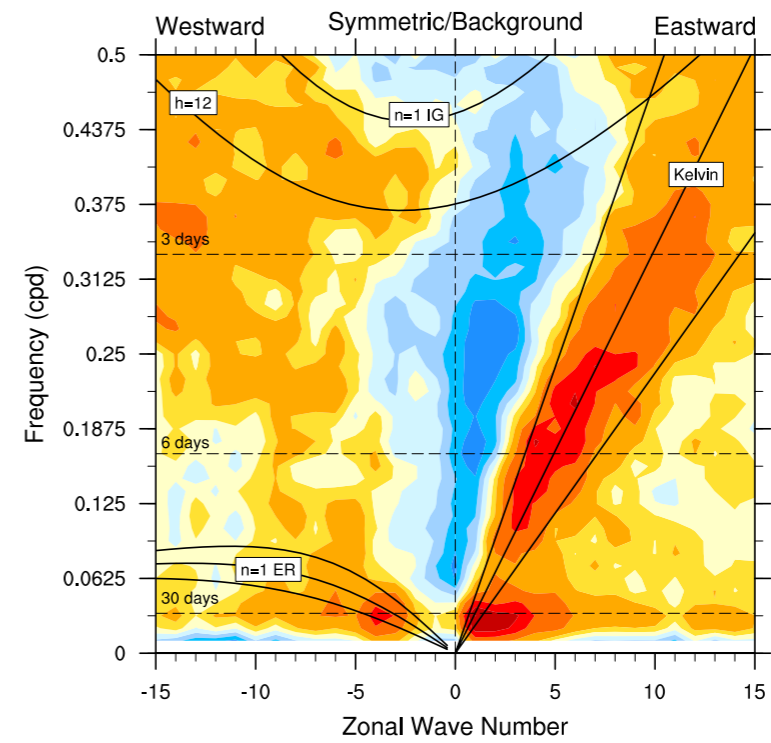 Westward Symmetric/Background Eastward
0.5
h=12
n=1 IG
0.4375
Kelvin
0.375
3 days
0.3125
Frequency (cpd)
0.25
0.1875
6 days
0.125
n=1 ER
0.0625
30 days
0
-15 -10 -5 0 5 10 15
Zonal Wave Number